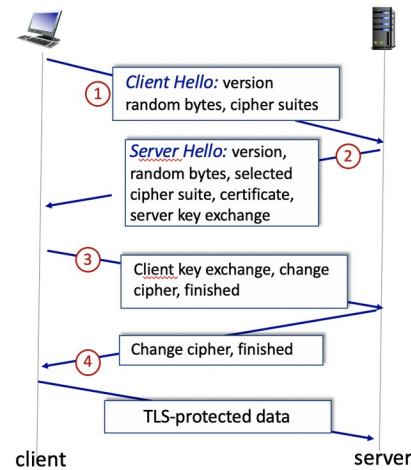 1
Client Hello: version
random bytes, cipher suites
2
Server Hello: version,
random bytes, selected
cipher suite, certificate,
server key exchange
3
Client key exchange, change
cipher, finished
4
Change cipher, finished
TLS-protected data
client
server